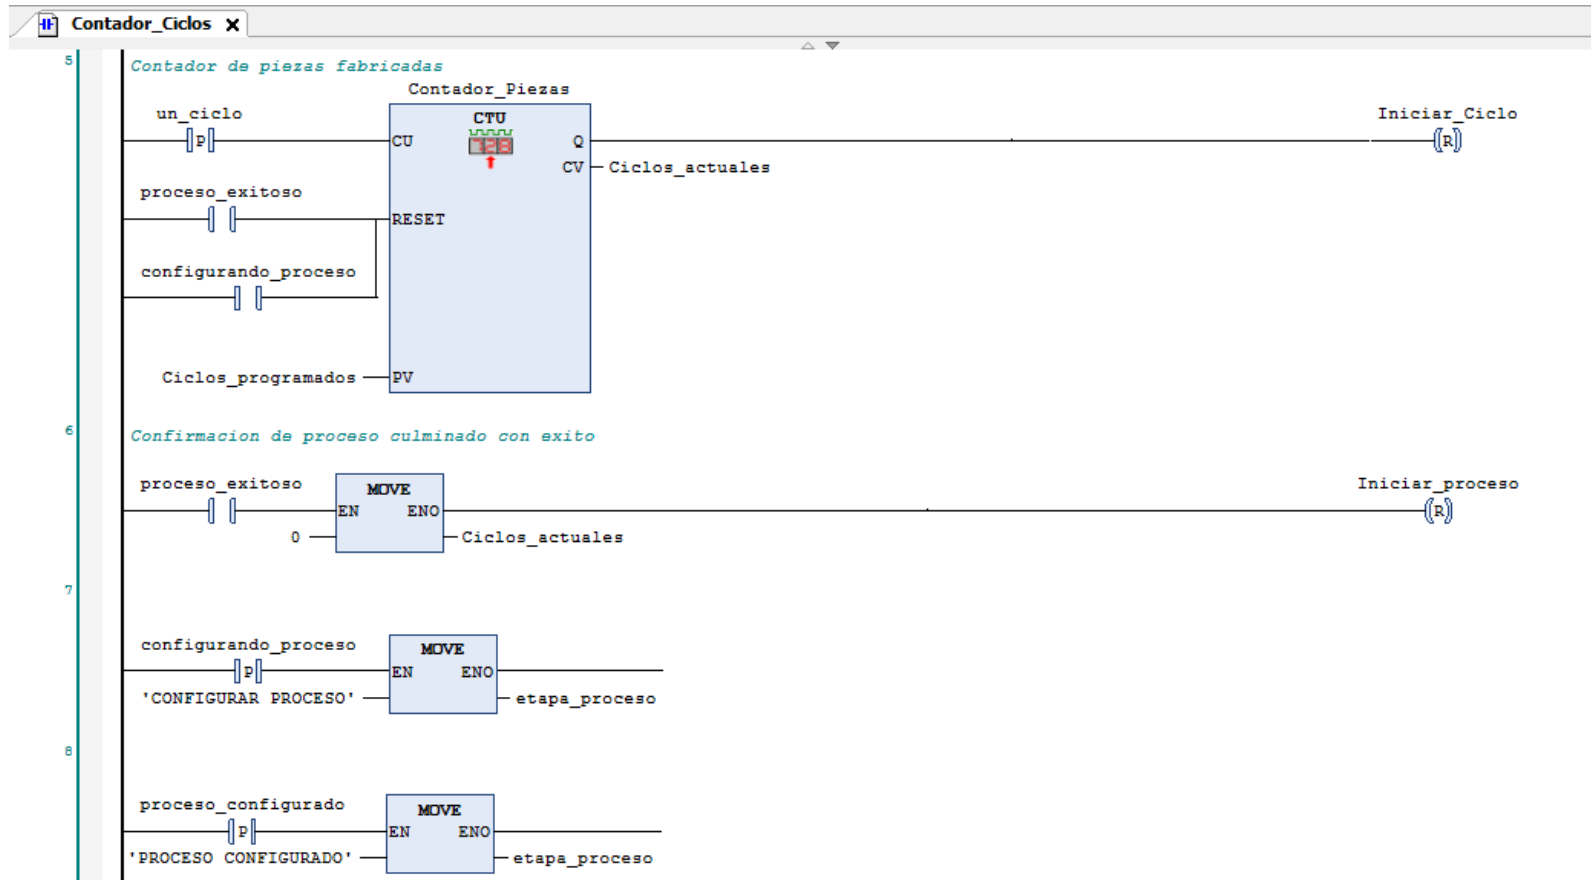 Contador_Ciclos
5
Contador de piezas fabricadas
Contador_Piezas
un_ciclo
CTU
Iniciar_Ciclo
P
CU
728
Q
R
CV
Ciclos_actuales
proceso_exitoso
RESET
configurando_proceso
Ciclos_programados
PV
6
Confirmacion de proceso culminado con exito
proceso_exitoso
MOVE
Iniciar_proceso
EN
ENO
R
0
Ciclos_actuales
7
configurando_proceso
MOVE
P
EN
ENO
'CONFIGURAR PROCESO'
etapa_proceso
8
proceso_configurado
MOVE
P
EN
ENO
'PROCESO CONFIGURADO'
etapa_proceso